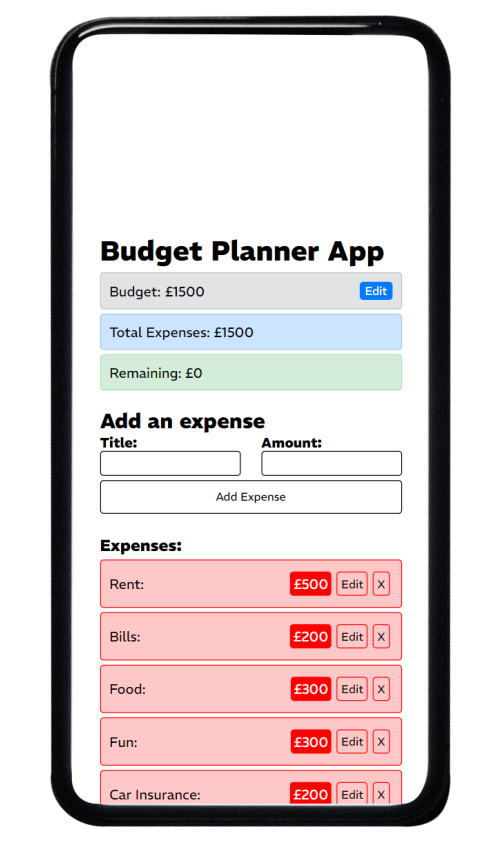 Budget Planner App
Budget: £1500 Edit
Total Expenses: £1500
Remaining: £0
Add an expense
Title: Amount:
Add Expense
Expenses:
Rent: £500 Edit X
Bills: £200 Edit X
Food: £300 Edit X
Fun: £300 Edit X
Car Insurance: £200 Edit X